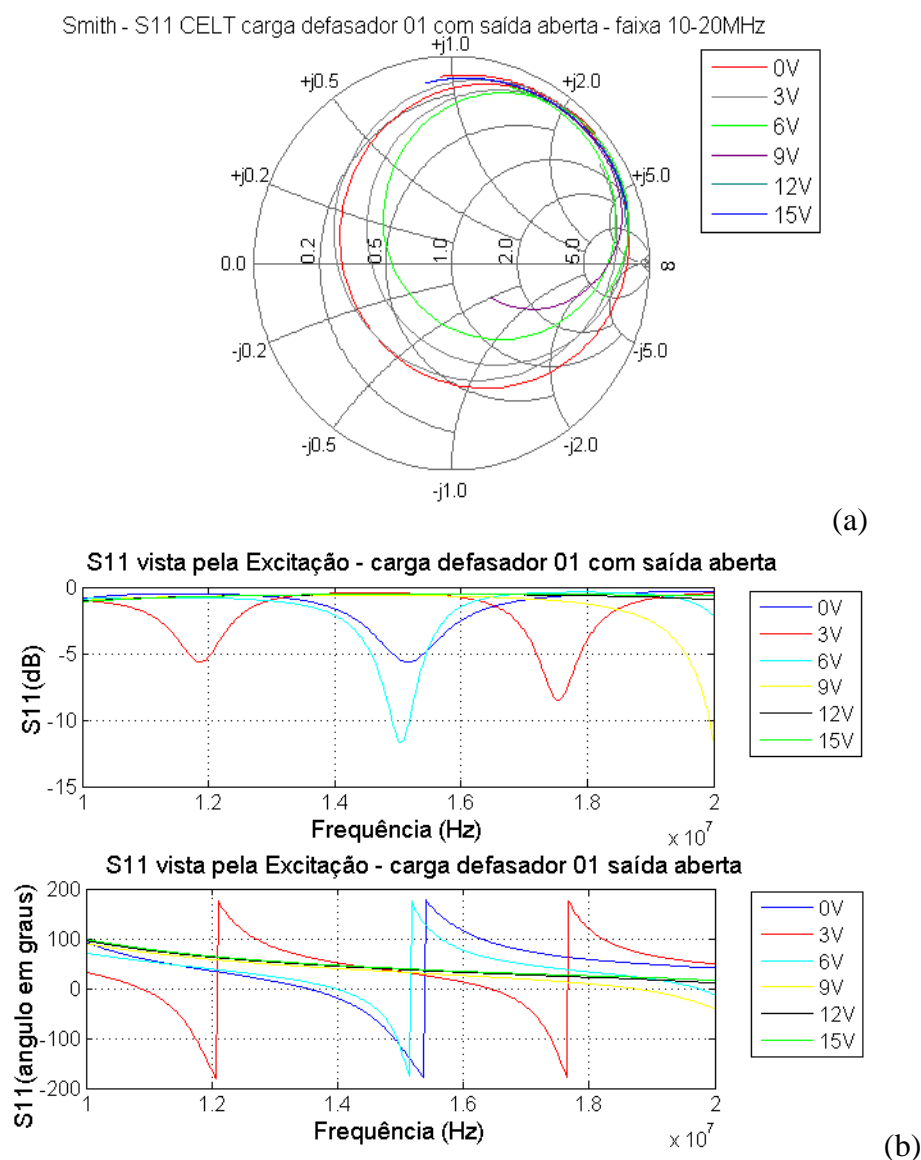 Smith - S11 CELT carga defasador 01 com saída aberta - faixa 10-20MHz
+j1.0
+j0.5
+j2.0
+j0.2
+j5.0
0.0
0.2
0.5
1.0
2.0
5.0
∞
-j0.2
-j5.0
-j0.5
-j2.0
-j1.0
0V
3V
6V
9V
12V
15V
(a)
S11 vista pela Excitação - carga defasador 01 com saída aberta
S11(dB)
0
-5
-10
-15
1
1.2
1.4
1.6
1.8
2
Frequência (Hz)
x 10^7
0V
3V
6V
9V
12V
15V
S11 vista pela Excitação - carga defasador 01 saída aberta
S11(angulo em graus)
200
100
0
-100
-200
1
1.2
1.4
1.6
1.8
2
Frequência (Hz)
x 10^7
0V
3V
6V
9V
12V
15V
(b)